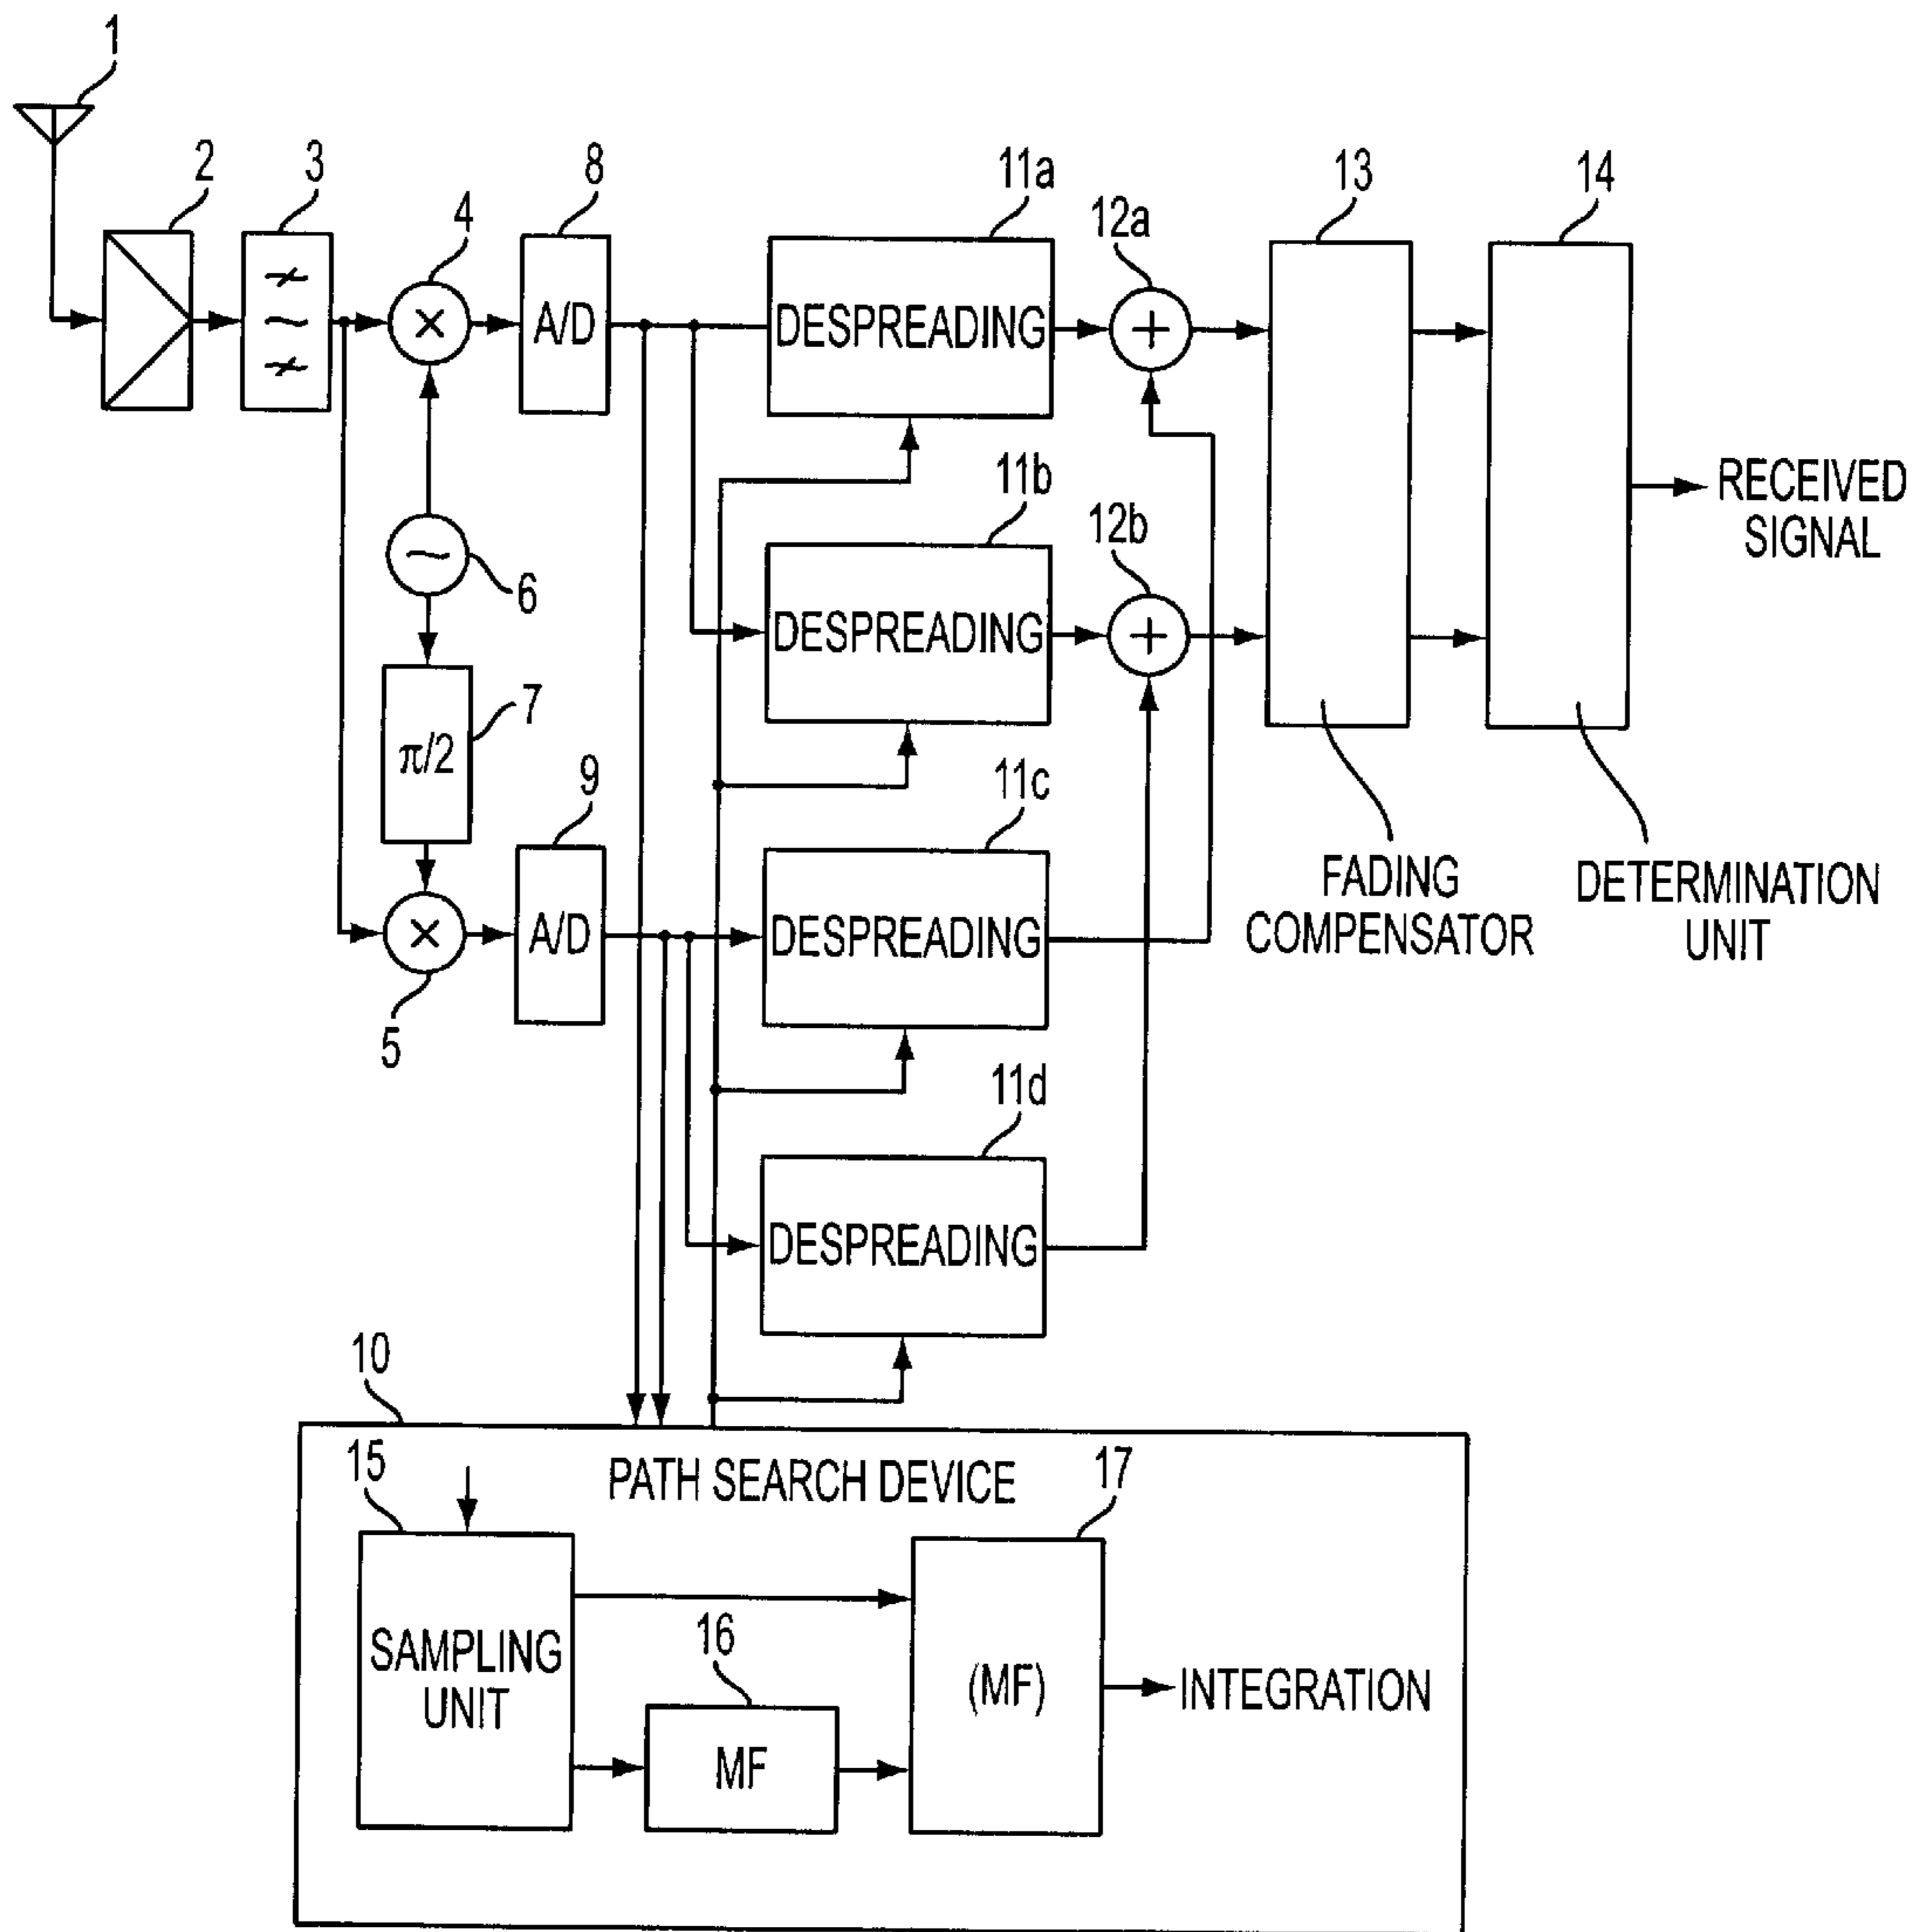 1
2
3
4
8
11a
12a
13
14
A/D
DESPREADING
RECEIVED
SIGNAL
6
11b
12b
DESPREADING
7
π/2
9
11c
FADING
COMPENSATOR
DETERMINATION
UNIT
A/D
DESPREADING
5
11d
DESPREADING
10
PATH SEARCH DEVICE
15
17
SAMPLING
UNIT
16
MF
(MF)
INTEGRATION